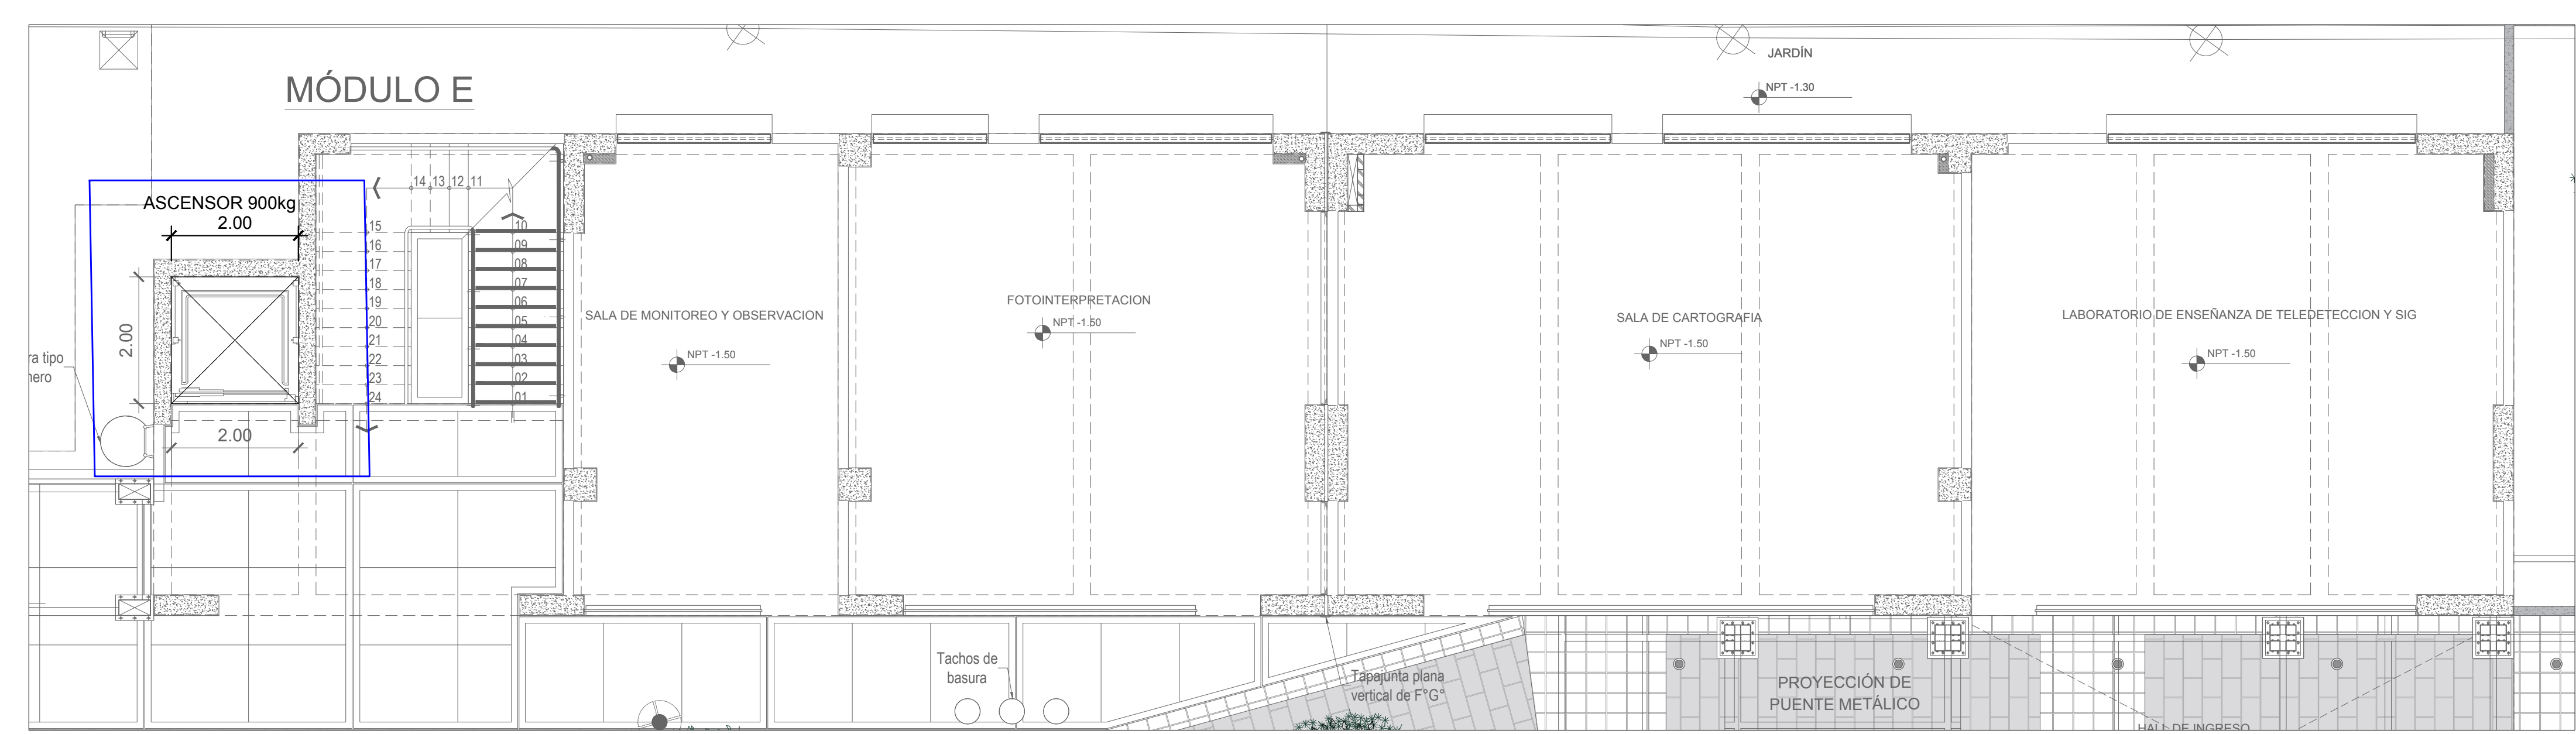 JARDÍN
MÓDULO E
NPT -1.30
14 13 12 11
ASCENSOR 900kg
2.00
15
16
17
18
19
20
21
22
23
24
10
09
08
07
06
05
04
03
02
01
FOTOINTERPRETACION
NPT -1.50
SALA DE MONITOREO Y OBSERVACION
NPT -1.50
SALA DE CARTOGRAFIA
NPT -1.50
LABORATORIO DE ENSEÑANZA DE TELEDETECCION Y SIG
NPT -1.50
2.00
ra tipo
nero
2.00
Tachos de
basura
Tapajunta plana
vertical de F°G°
PROYECCIÓN DE
PUENTE METÁLICO
HALL DE INGRESO